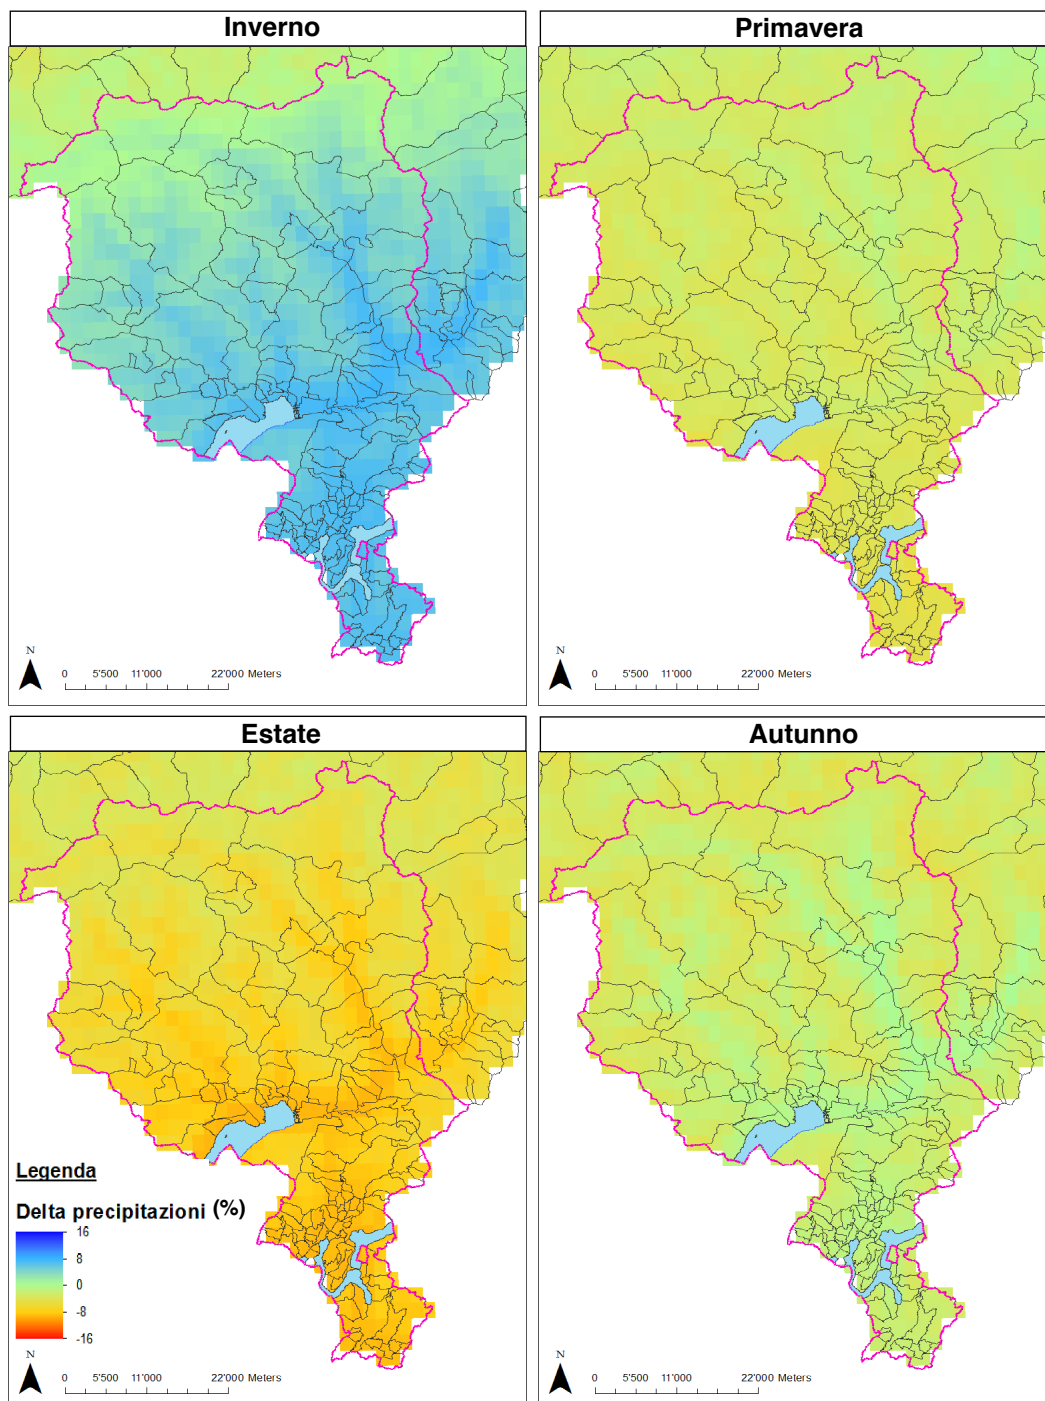 Inverno
Primavera
N
0 5'500 11'000 22'000 Meters
N
0 5'500 11'000 22'000 Meters
Estate
Autunno
Legenda
Delta precipitazioni (%)
16
8
0
-8
-16
N
0 5'500 11'000 22'000 Meters
N
0 5'500 11'000 22'000 Meters